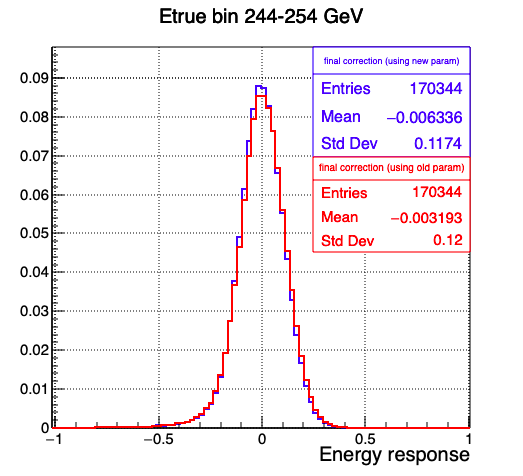 Etrue bin 244-254 GeV
final correction (using new param)
Entries 170344
Mean −0.006336
Std Dev 0.1174
final correction (using old param)
Entries 170344
Mean −0.003193
Std Dev 0.12
0.09
0.08
0.07
0.06
0.05
0.04
0.03
0.02
0.01
0
−1 −0.5 0 0.5 1
Energy response